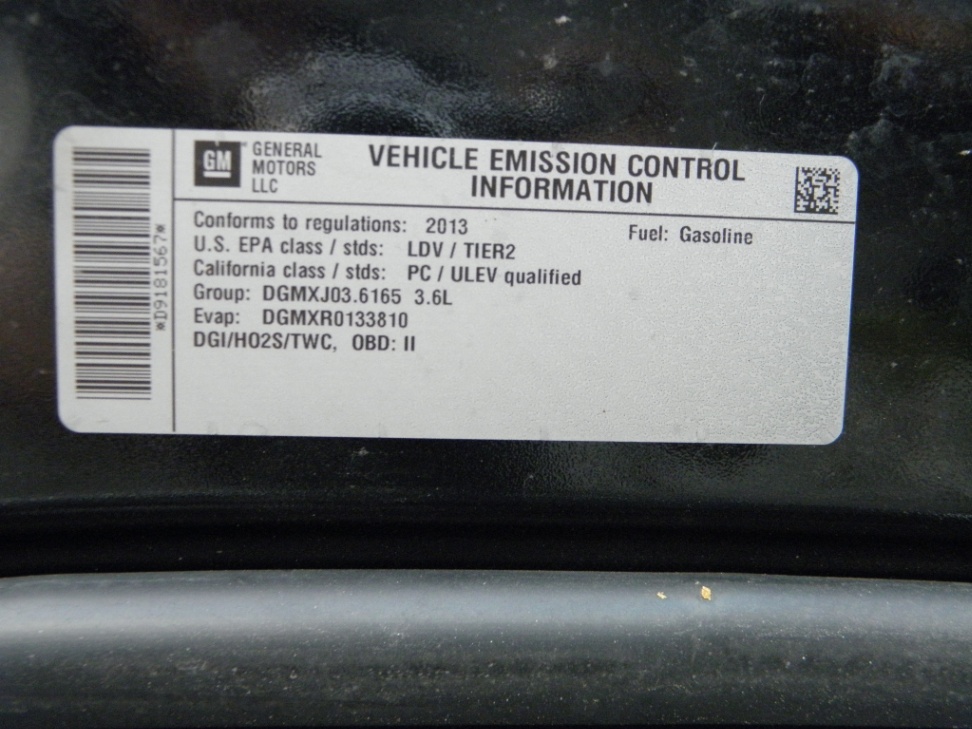 GM
GENERAL
MOTORS
LLC
VEHICLE EMISSION CONTROL
INFORMATION
Conforms to regulations: 2013
Fuel: Gasoline
U.S. EPA class / stds: LDV / TIER2
California class / stds: PC / ULEV qualified
Group: DGMXJ03.6165 3.6L
Evap: DGMXR0133810
DGI/HO2S/TWC, OBD: II
*D9181567*